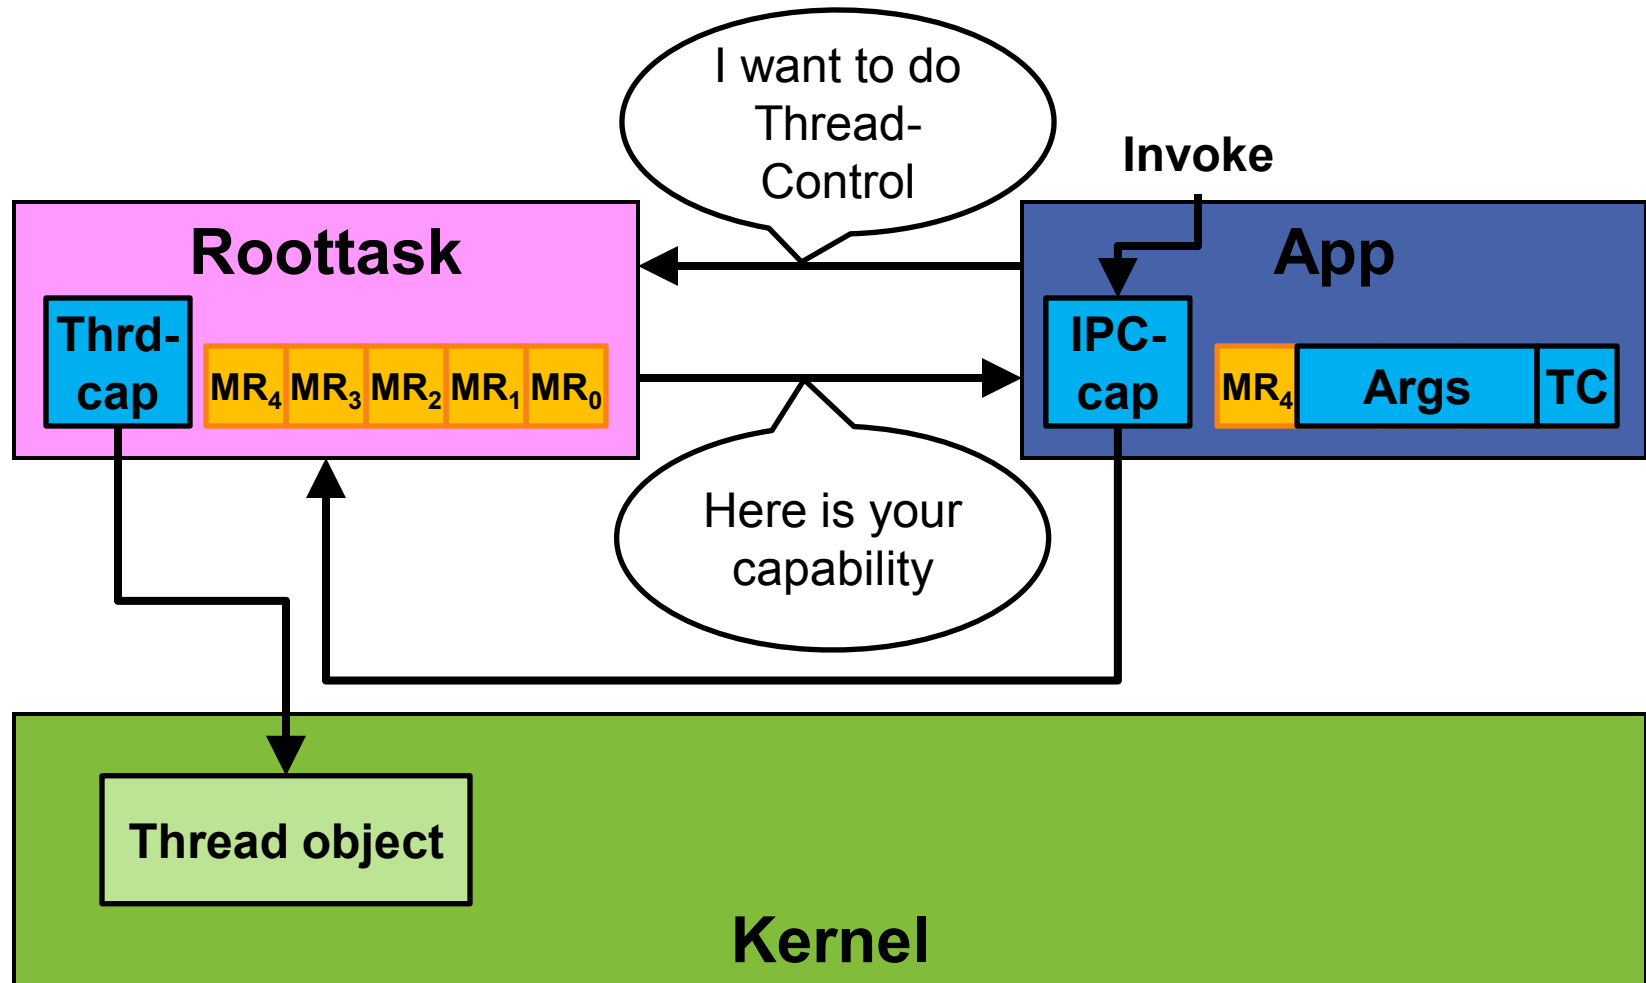 I want to do
Thread-
Control
Invoke
Roottask
App
Thrd-
cap
MR₄ MR₃ MR₂ MR₁ MR₀
IPC-
cap
MR₄ Args TC
Here is your
capability
Thread object
Kernel